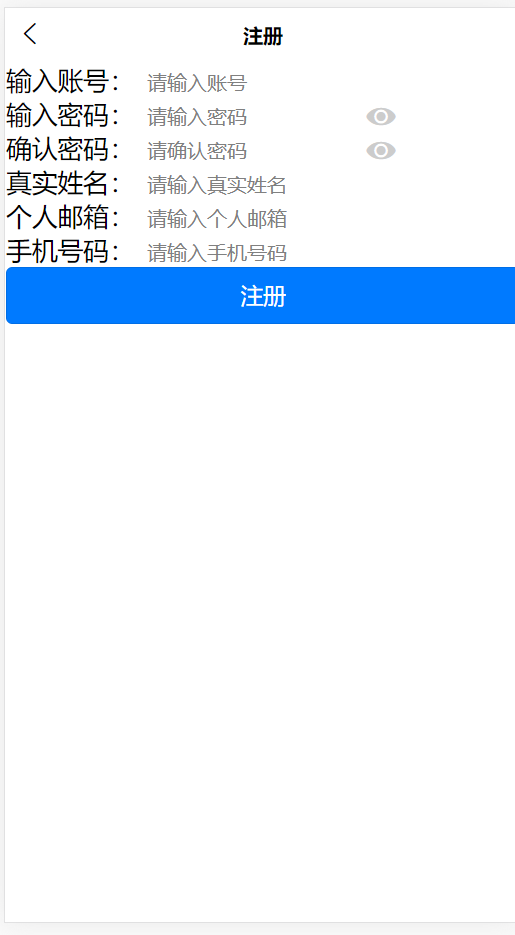 注册
输入账号： 请输入账号
输入密码： 请输入密码
确认密码： 请确认密码
真实姓名： 请输入真实姓名
个人邮箱： 请输入个人邮箱
手机号码： 请输入手机号码
注册